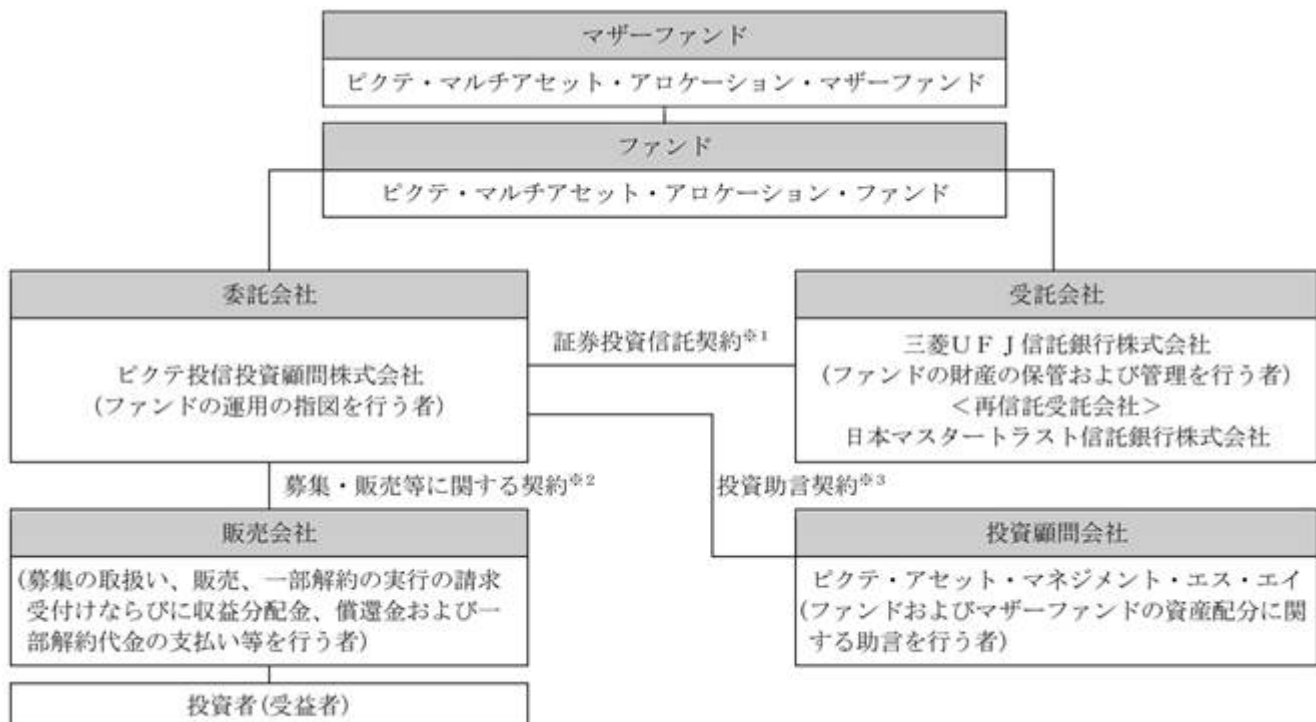 マザーファンド
ピクテ・マルチアセット・アロケーション・マザーファンド
ファンド
ピクテ・マルチアセット・アロケーション・ファンド
委託会社
ピクテ投信投資顧問株式会社
(ファンドの運用の指図を行う者)
証券投資信託契約※1
受託会社
三菱UFJ信託銀行株式会社
(ファンドの財産の保管および管理を行う者)
<再信託受託会社>
日本マスタートラスト信託銀行株式会社
募集・販売等に関する契約※2
投資助言契約※3
販売会社
(募集の取扱い、販売、一部解約の実行の請求
受付けならびに収益分配金、償還金および一
部解約代金の支払い等を行う者)
投資顧問会社
ピクテ・アセット・マネジメント・エス・エイ
(ファンドおよびマザーファンドの資産配分に関
する助言を行う者)
投資者(受益者)